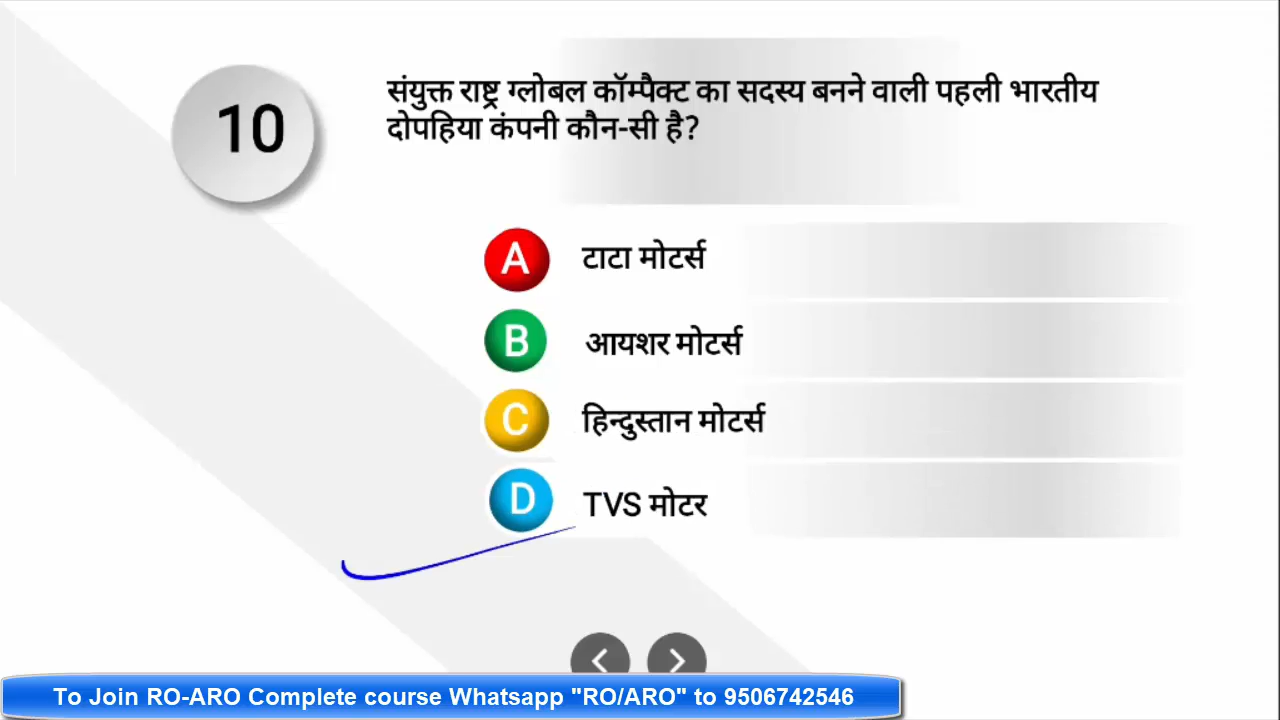 10
संयुक्त राष्ट्र ग्लोबल कॉम्पैक्ट का सदस्य बनने वाली पहली भारतीय
दोपहिया कंपनी कौन-सी है?
A टाटा मोटर्स
B आयशर मोटर्स
C हिन्दुस्तान मोटर्स
D TVS मोटर
To Join RO-ARO Complete course Whatsapp "RO/ARO" to 9506742546